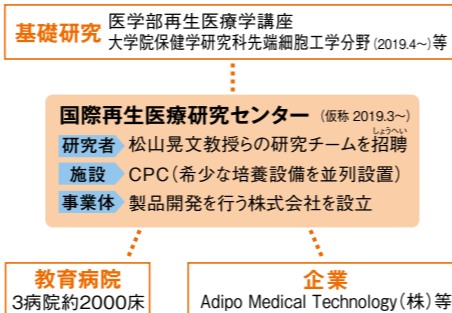 基礎研究 医学部再生医療学講座
大学院保健学研究科先端細胞工学分野(2019.4~)等
国際再生医療研究センター (仮称 2019.3~)
しょうへい
研究者 松山晃文教授らの研究チームを招聘
施設 CPC(希少な培養設備を並列設置)
事業体 製品開発を行う株式会社を設立
教育病院
3病院約2000床
企業
Adipo Medical Technology(株)等